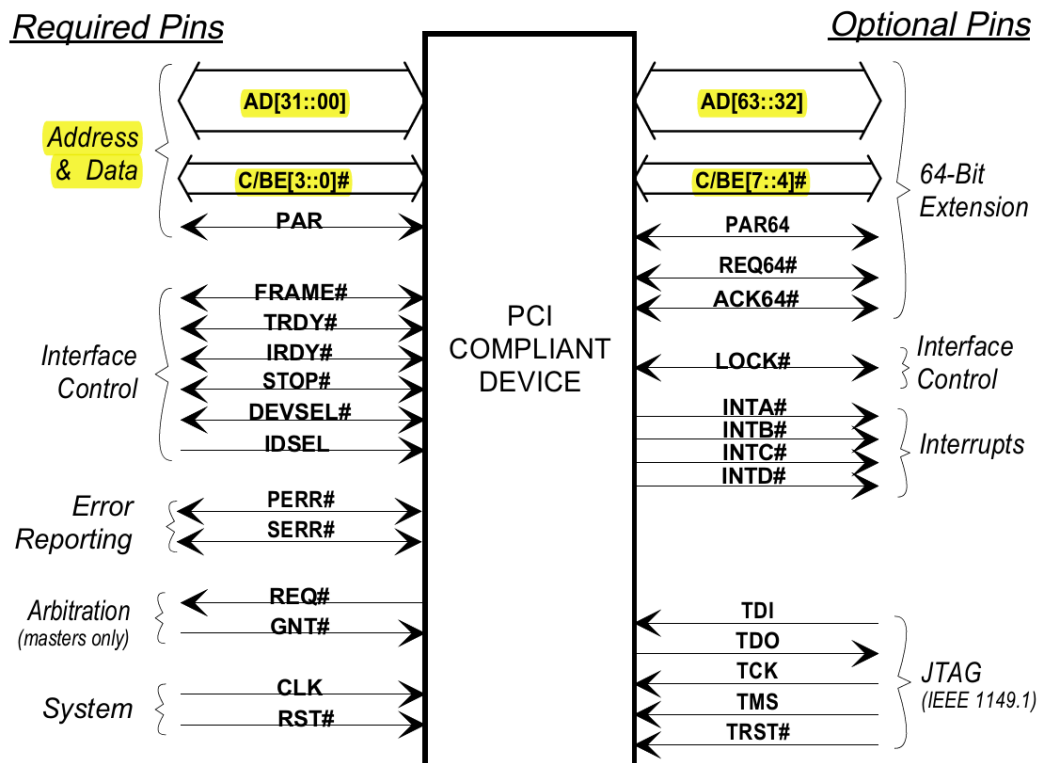 Required Pins
Optional Pins
Address
& Data
AD[31::00]
C/BE[3::0]#
PAR
Interface
Control
FRAME#
TRDY#
IRDY#
STOP#
DEVSEL#
IDSEL
Error
Reporting
PERR#
SERR#
Arbitration
(masters only)
REQ#
GNT#
System
CLK
RST#
PCI
COMPLIANT
DEVICE
AD[63::32]
C/BE[7::4]#
PAR64
REQ64#
ACK64#
64-Bit
Extension
LOCK#
Interface
Control
INTA#
INTB#
INTC#
INTD#
Interrupts
TDI
TDO
TCK
TMS
TRST#
JTAG
(IEEE 1149.1)